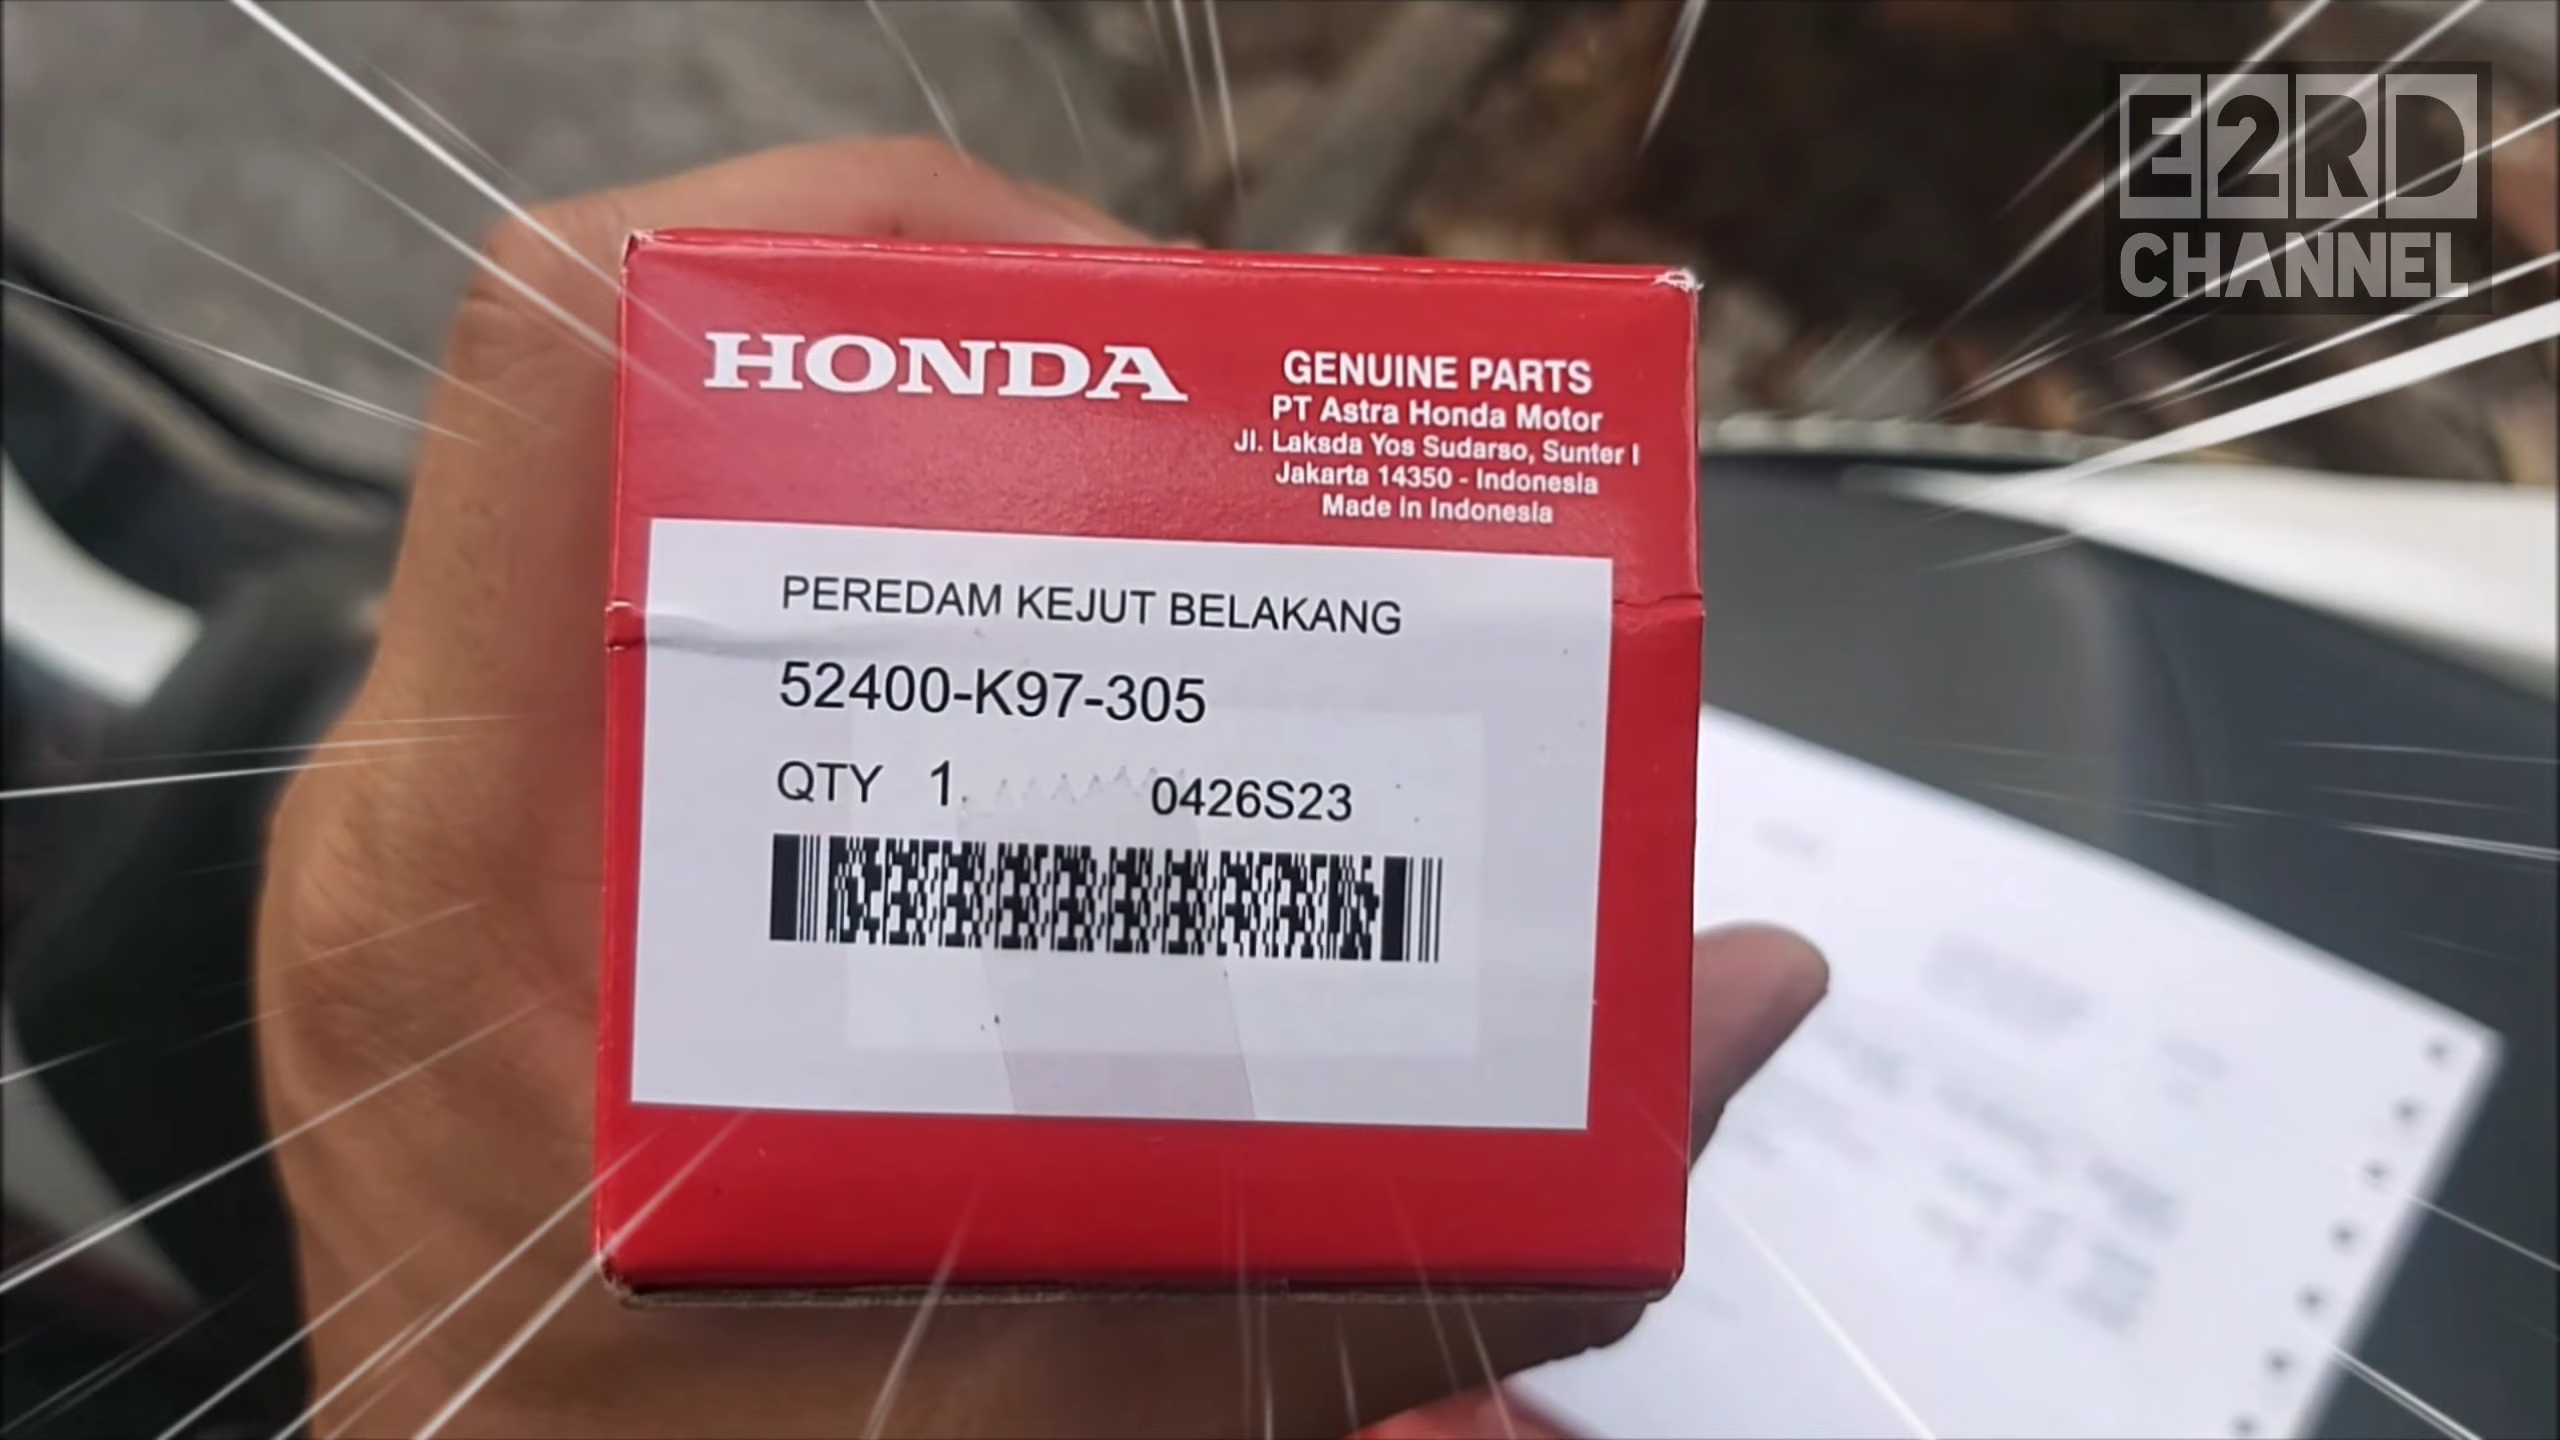 E2RD
CHANNEL
HONDA
GENUINE PARTS
PT Astra Honda Motor
Jl. Laksda Yos Sudarso, Sunter I
Jakarta 14350 - Indonesia
Made in Indonesia
PEREDAM KEJUT BELAKANG
52400-K97-305
QTY 1 0426S23